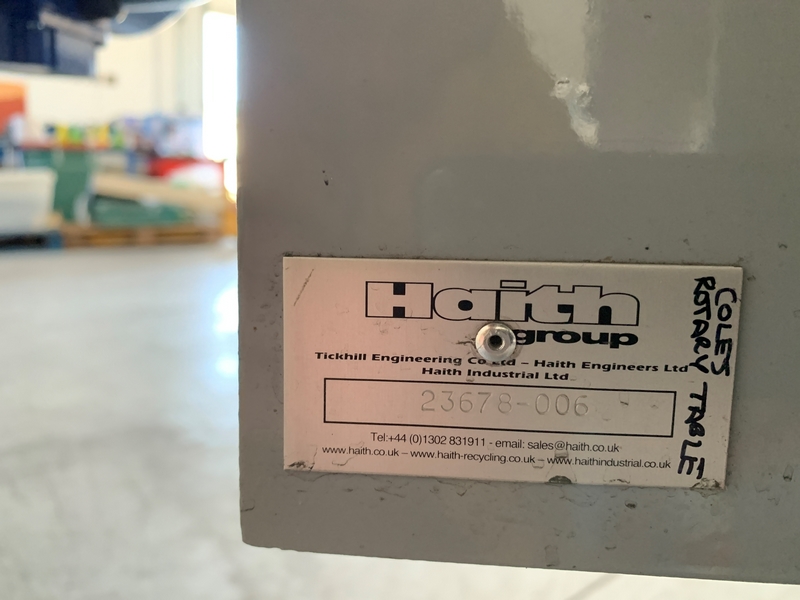 Haith
group
Tickhill Engineering Co Ltd – Haith Engineers Ltd
Haith Industrial Ltd
23678-006
Tel:+44 (0)1302 831911 - email: sales@haith.co.uk
www.haith.co.uk – www.haith-recycling.co.uk – www.haithindustrial.co.uk
COLES
ROTARY TABLE